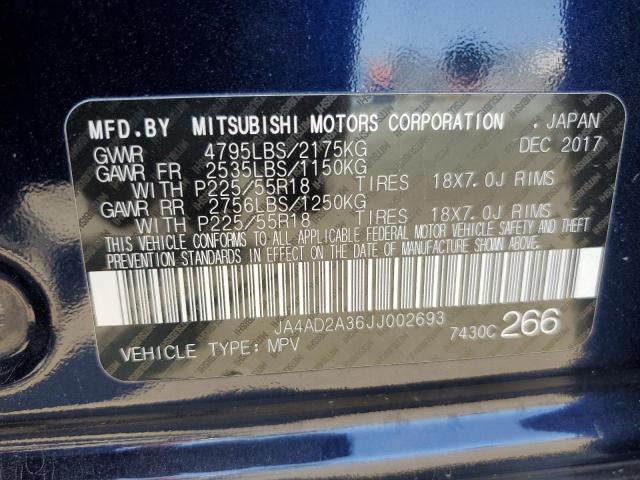 MFD.BY MITSUBISHI MOTORS CORPORATION . JAPAN
GVWR 4795LBS/2175KG DEC 2017
GAWR FR 2535LBS/1150KG
WITH P225/55R18 TIRES 18X7.0J RIMS
GAWR RR 2756LBS/1250KG
WITH P225/55R18 TIRES 18X7.0J RIMS
THIS VEHICLE CONFORMS TO ALL APPLICABLE FEDERAL MOTOR VEHICLE SAFETY AND THEFT
PREVENTION STANDARDS IN EFFECT ON THE DATE OF MANUFACTURE SHOWN ABOVE.
JA4AD2A36JJ002693 7430C 266
VEHICLE TYPE: MPV